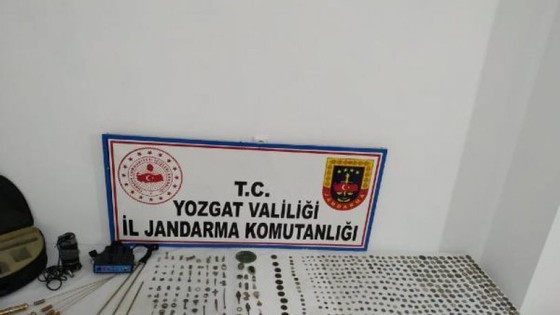 T.C.
YOZGAT VALİLİĞİ
İL JANDARMA KOMUTANLIĞI